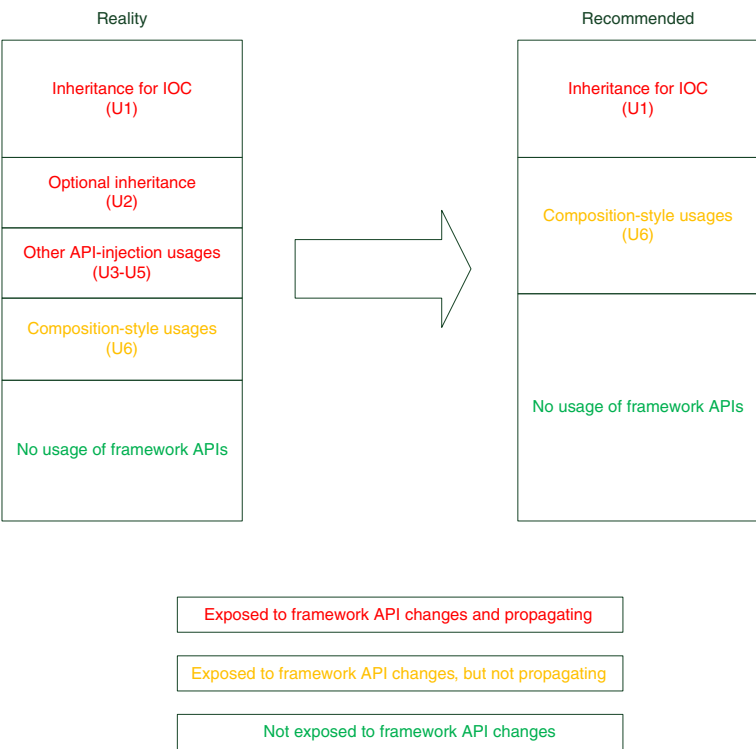 Reality
Inheritance for IOC
(U1)
Optional inheritance
(U2)
Other API-injection usages
(U3-U5)
Composition-style usages
(U6)
No usage of framework APIs
Recommended
Inheritance for IOC
(U1)
Composition-style usages
(U6)
No usage of framework APIs
Exposed to framework API changes and propagating
Exposed to framework API changes, but not propagating
Not exposed to framework API changes